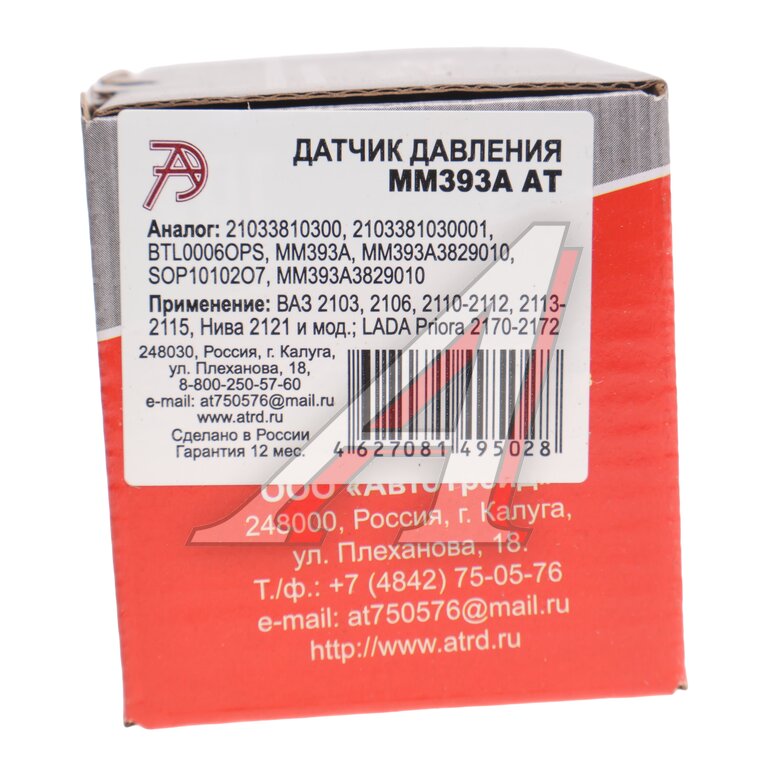 ДАТЧИК ДАВЛЕНИЯ
ММ393А АТ
Аналог: 21033810300, 2103381030001,
BTL0006OPS, ММ393А, ММ393А3829010,
SOP10102O7, ММ393А3829010
Применение: ВАЗ 2103, 2106, 2110-2112, 2113-
2115, Нива 2121 и мод.; LADA Priora 2170-2172
248030, Россия, г. Калуга,
ул. Плеханова, 18,
8-800-250-57-60
e-mail: at750576@mail.ru
www.atrd.ru
Сделано в России
Гарантия 12 мес.
4 627081 495028
ООО «АвтоТрейд»
248000, Россия, г. Калуга,
ул. Плеханова, 18.
Т./ф.: +7 (4842) 75-05-76
e-mail: at750576@mail.ru
http://www.atrd.ru